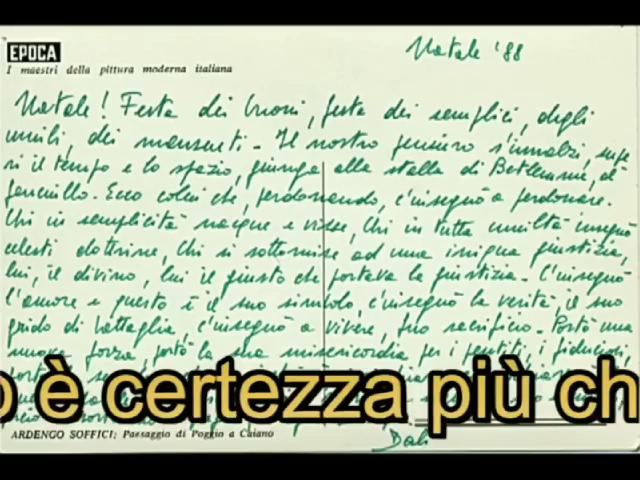 EPOCA
I maestri della pittura moderna italiana
Natale '88
Natale! Festa dei buoni, festa dei semplici, degli
umili, dei mansueti - Il nostro pensiero s'innalzi, supe
ri il tempo e lo spazio, giunga alla stalla di Betlemme, al
fanciullo. Ecco colui che, perdonando, c'insegnò a perdonare.
Chi in semplicità nacque e visse, Chi in tutta umiltà insegnò
celesti dottrine, Chi si sottomise ad una iniqua giustizia,
lui, il divino, lui il giusto che portava la giustizia. C'insegnò
l'amore e questo è il suo simbolo, c'insegnò la verità, il suo
grido di battaglia, c'insegnò a vivere, suo sacrificio. Portò una
nuova forza, portò la sua misericordia per i pentiti, i fiduciosi,
o è certezza più ch
ARDENGO SOFFICI: Paesaggio di Poggio a Caiano